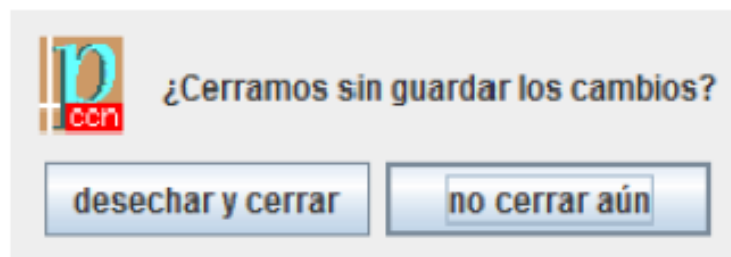 p
ccn
¿Cerramos sin guardar los cambios?
desechar y cerrar
no cerrar aún